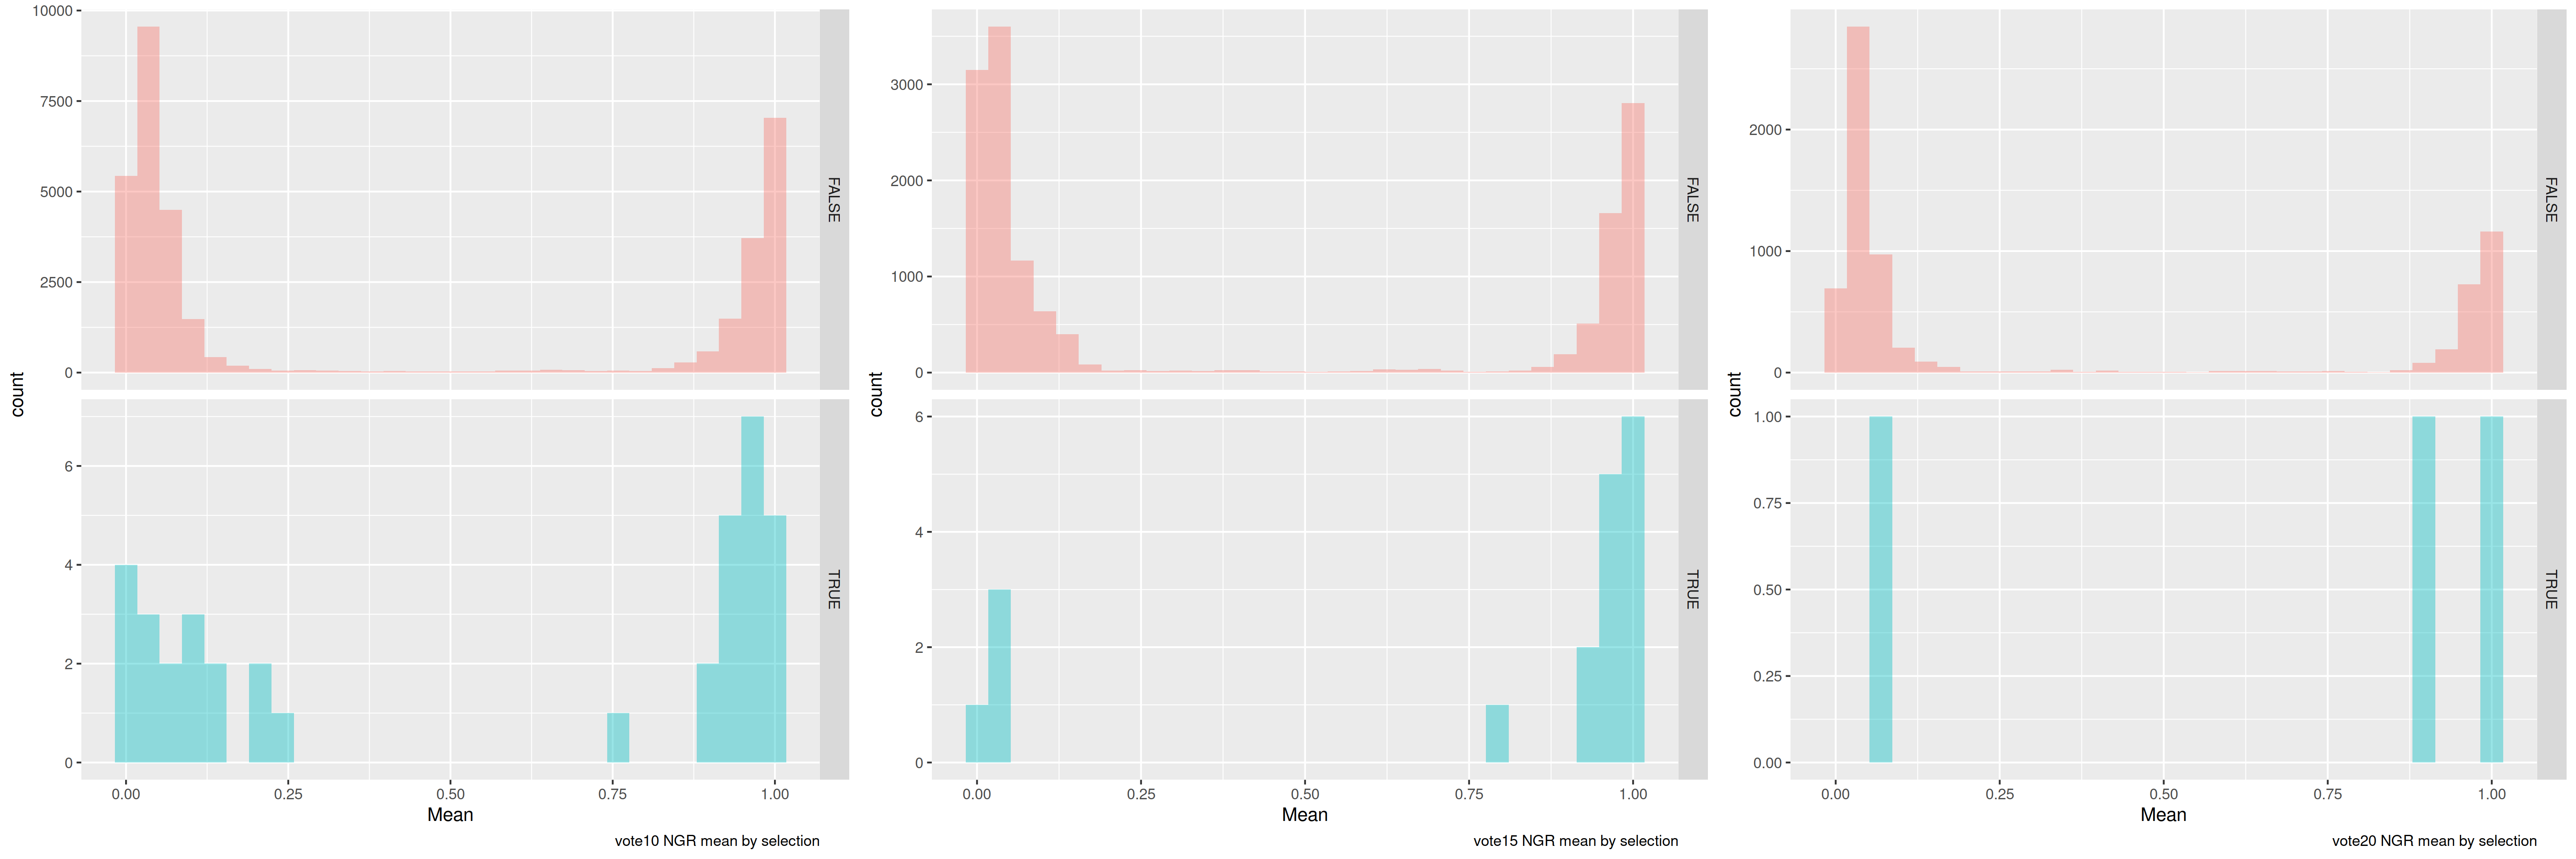 count
10000
7500
5000
2500
0
FALSE
6
4
2
0
TRUE
0.00 0.25 0.50 0.75 1.00
Mean
vote10 NGR mean by selection
count
3000
2000
1000
0
FALSE
6
4
2
0
TRUE
0.00 0.25 0.50 0.75 1.00
Mean
vote15 NGR mean by selection
count
2000
1000
0
FALSE
1.00
0.75
0.50
0.25
0.00
TRUE
0.00 0.25 0.50 0.75 1.00
Mean
vote20 NGR mean by selection